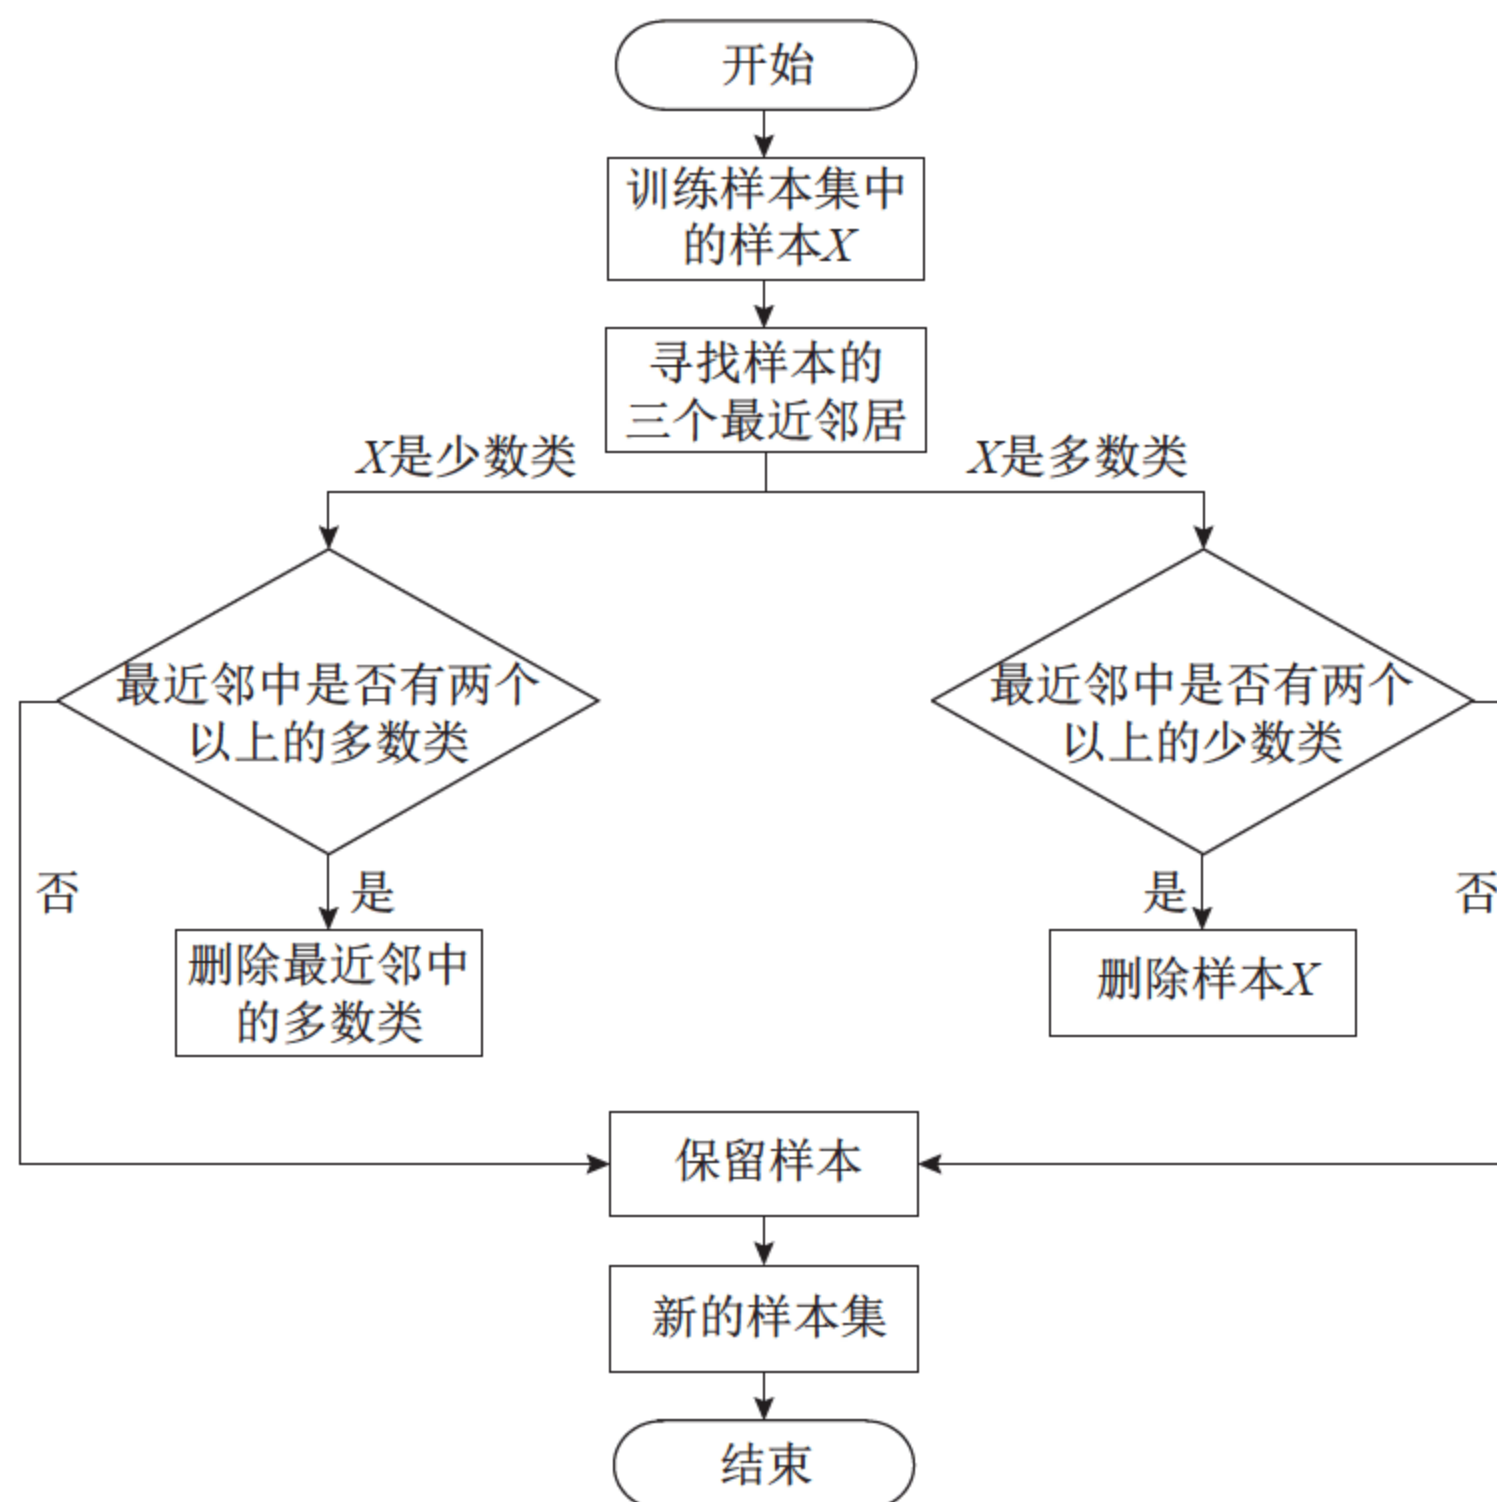 开始
训练样本集中
的样本X
寻找样本的
三个最近邻居
X是少数类
X是多数类
最近邻中是否有两个
以上的多数类
最近邻中是否有两个
以上的少数类
否
是
是
否
删除最近邻中
的多数类
删除样本X
保留样本
新的样本集
结束